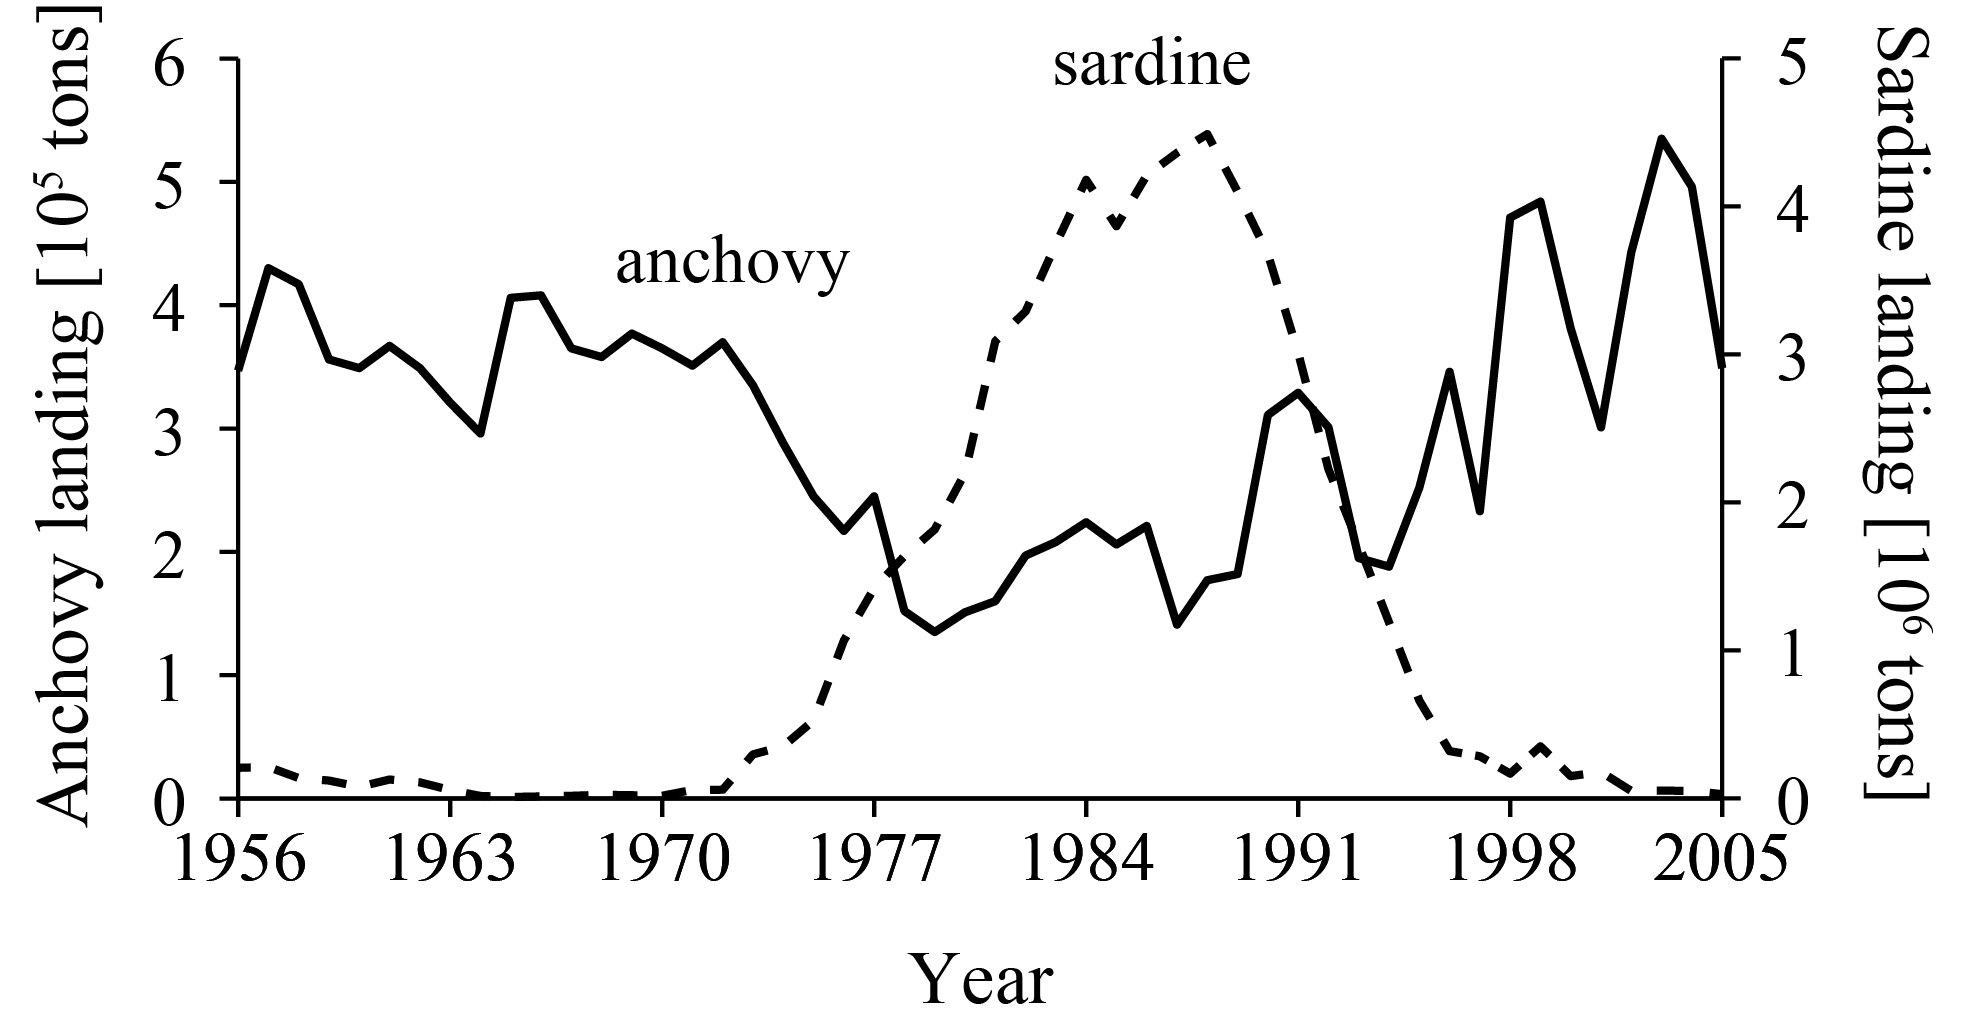 Anchovy landing [10⁵ tons]
6
5
4
3
2
1
0
sardine
anchovy
5
4
3
2
1
0
Sardine landing [10⁶ tons]
1956 1963 1970 1977 1984 1991 1998 2005
Year